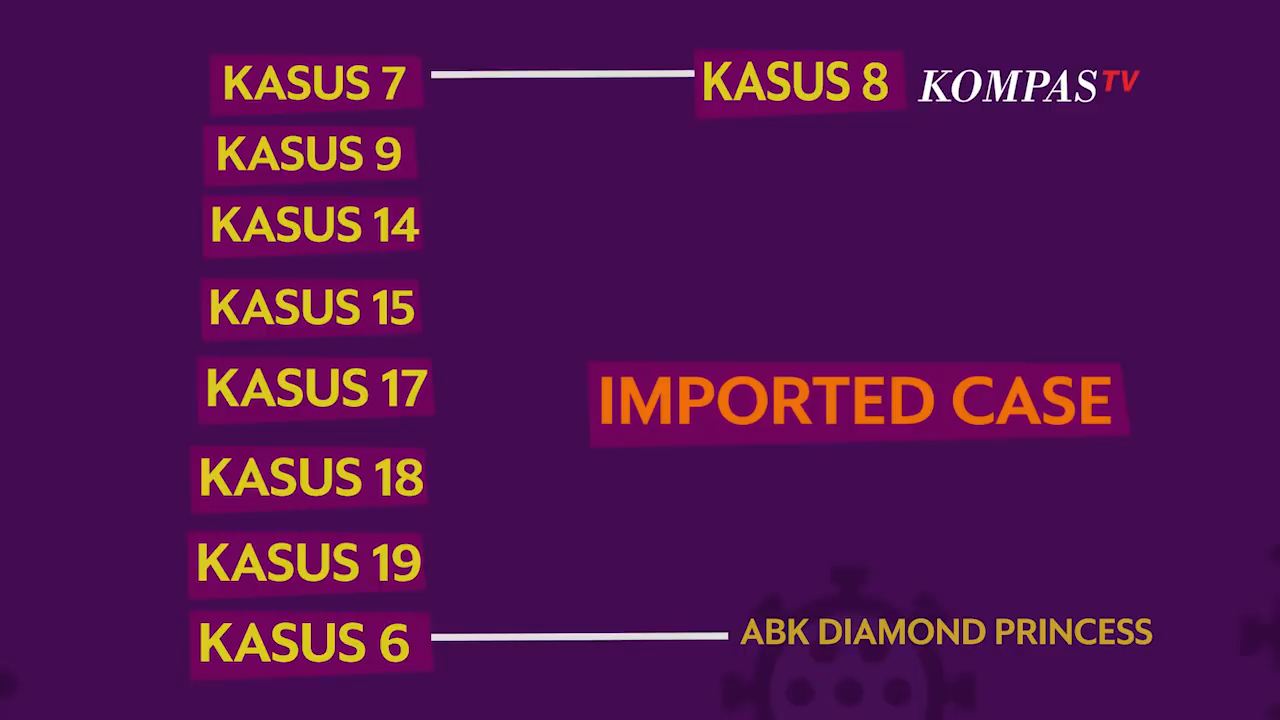 KASUS 7
KASUS 8
KOMPASTV
KASUS 9
KASUS 14
KASUS 15
KASUS 17
IMPORTED CASE
KASUS 18
KASUS 19
KASUS 6
ABK DIAMOND PRINCESS